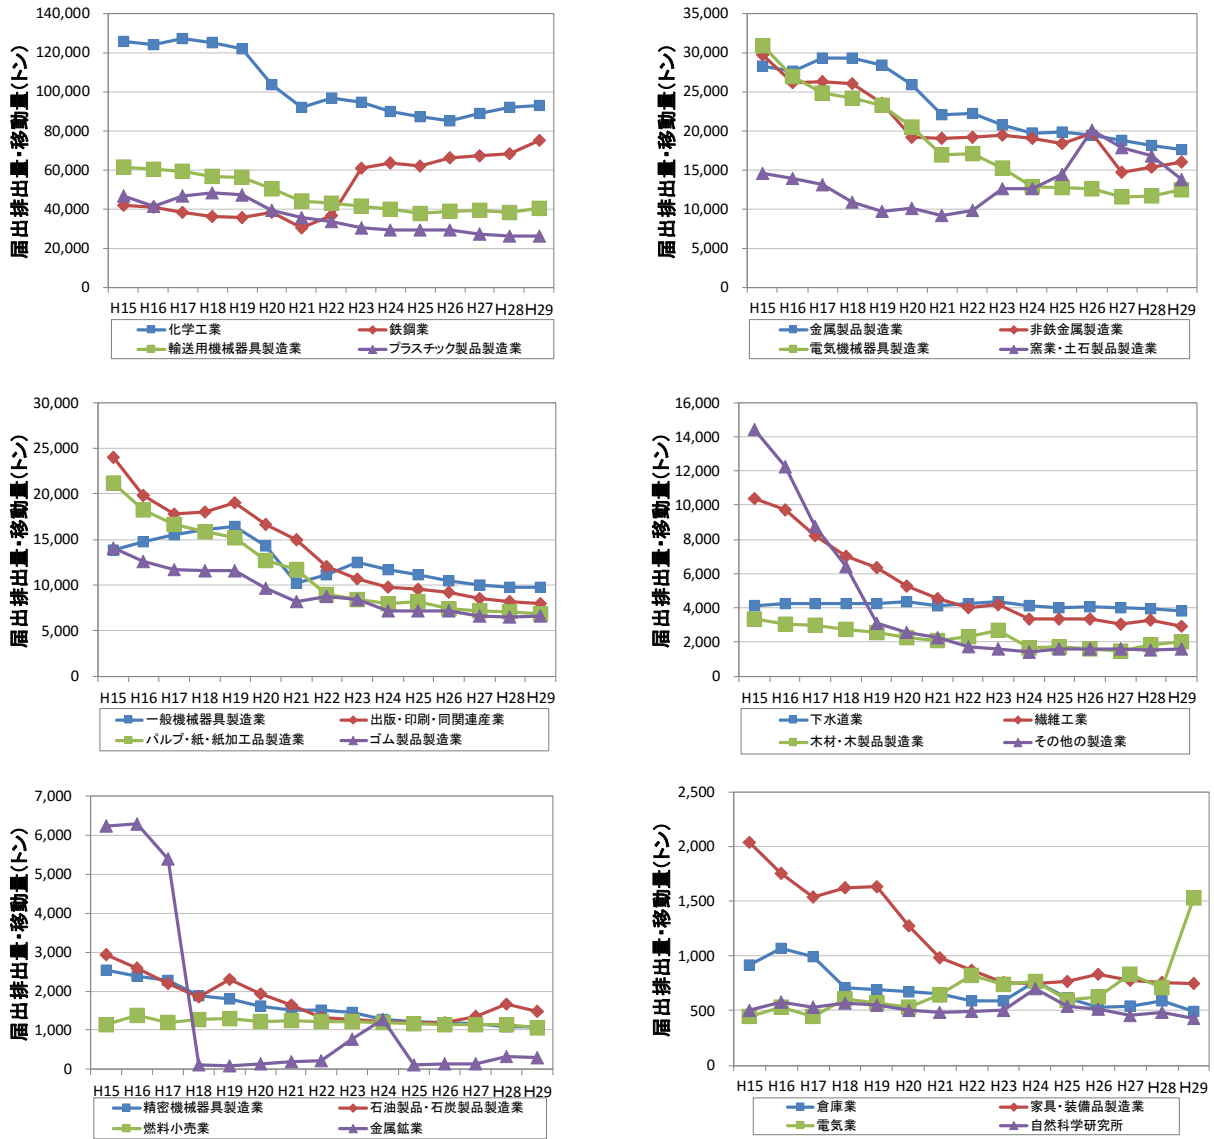 届出排出量・移動量（トン）
140,000
120,000
100,000
80,000
60,000
40,000
20,000
0
H15 H16 H17 H18 H19 H20 H21 H22 H23 H24 H25 H26 H27 H28 H29
化学工業 鉄鋼業
輸送用機械器具製造業 プラスチック製品製造業
届出排出量・移動量（トン）
35,000
30,000
25,000
20,000
15,000
10,000
5,000
0
H15 H16 H17 H18 H19 H20 H21 H22 H23 H24 H25 H26 H27 H28 H29
金属製品製造業 非鉄金属製造業
電気機械器具製造業 窯業・土石製品製造業
届出排出量・移動量（トン）
30,000
25,000
20,000
15,000
10,000
5,000
0
H15 H16 H17 H18 H19 H20 H21 H22 H23 H24 H25 H26 H27 H28 H29
一般機械器具製造業 出版・印刷・同関連産業
パルプ・紙・紙加工品製造業 ゴム製品製造業
届出排出量・移動量（トン）
16,000
14,000
12,000
10,000
8,000
6,000
4,000
2,000
0
H15 H16 H17 H18 H19 H20 H21 H22 H23 H24 H25 H26 H27 H28 H29
下水道業 繊維工業
木材・木製品製造業 その他の製造業
届出排出量・移動量（トン）
7,000
6,000
5,000
4,000
3,000
2,000
1,000
0
H15 H16 H17 H18 H19 H20 H21 H22 H23 H24 H25 H26 H27 H28 H29
精密機械器具製造業 石油製品・石炭製品製造業
燃料小売業 金属鉱業
届出排出量・移動量（トン）
2,500
2,000
1,500
1,000
500
0
H15 H16 H17 H18 H19 H20 H21 H22 H23 H24 H25 H26 H27 H28 H29
倉庫業 家具・装備品製造業
電気業 自然科学研究所